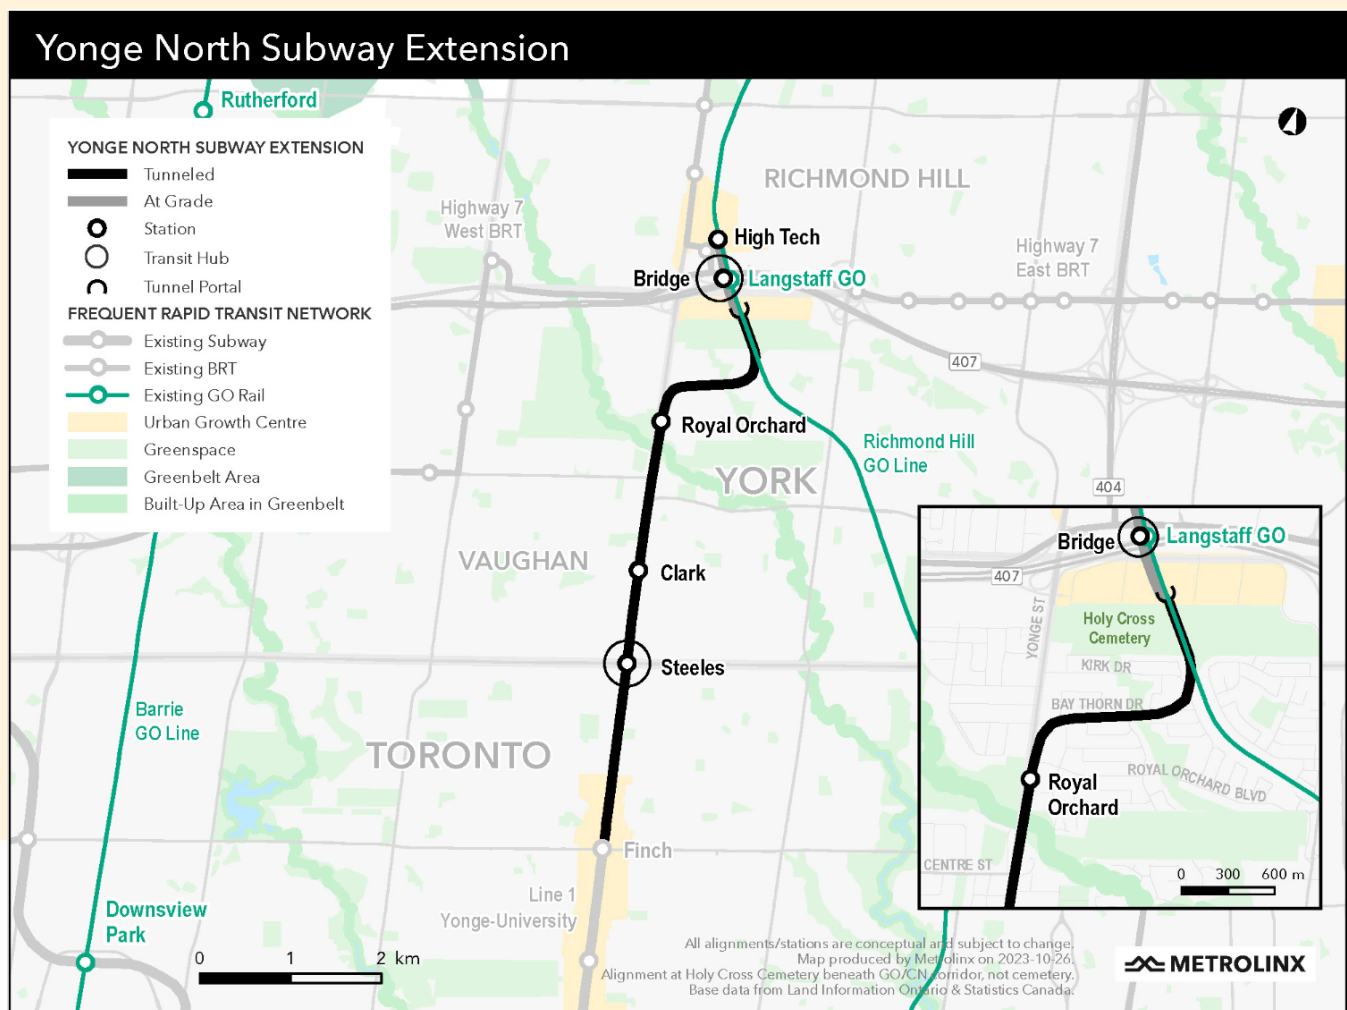 Yonge North Subway Extension
Rutherford
YONGE NORTH SUBWAY EXTENSION
Tunneled
At Grade
Station
Transit Hub
Tunnel Portal
FREQUENT RAPID TRANSIT NETWORK
Existing Subway
Existing BRT
Existing GO Rail
Urban Growth Centre
Greenspace
Greenbelt Area
Built-Up Area in Greenbelt
Highway 7
West BRT
RICHMOND HILL
High Tech
Bridge
Langstaff GO
Highway 7
East BRT
407
Royal Orchard
Richmond Hill
GO Line
YORK
404
VAUGHAN
Clark
Steeles
Barrie
GO Line
TORONTO
Finch
Line 1
Yonge-University
Downsview
Park
0 1 2 km
Bridge
Langstaff GO
407
YONGE ST
Holy Cross
Cemetery
KIRK DR
BAY THORN DR
ROYAL ORCHARD BLVD
Royal
Orchard
CENTRE ST
0 300 600 m
All alignments/stations are conceptual and subject to change.
Map produced by Metrolinx on 2023-10-26.
Alignment at Holy Cross Cemetery beneath GO/CN corridor, not cemetery.
Base data from Land Information Ontario & Statistics Canada.
METROLINX